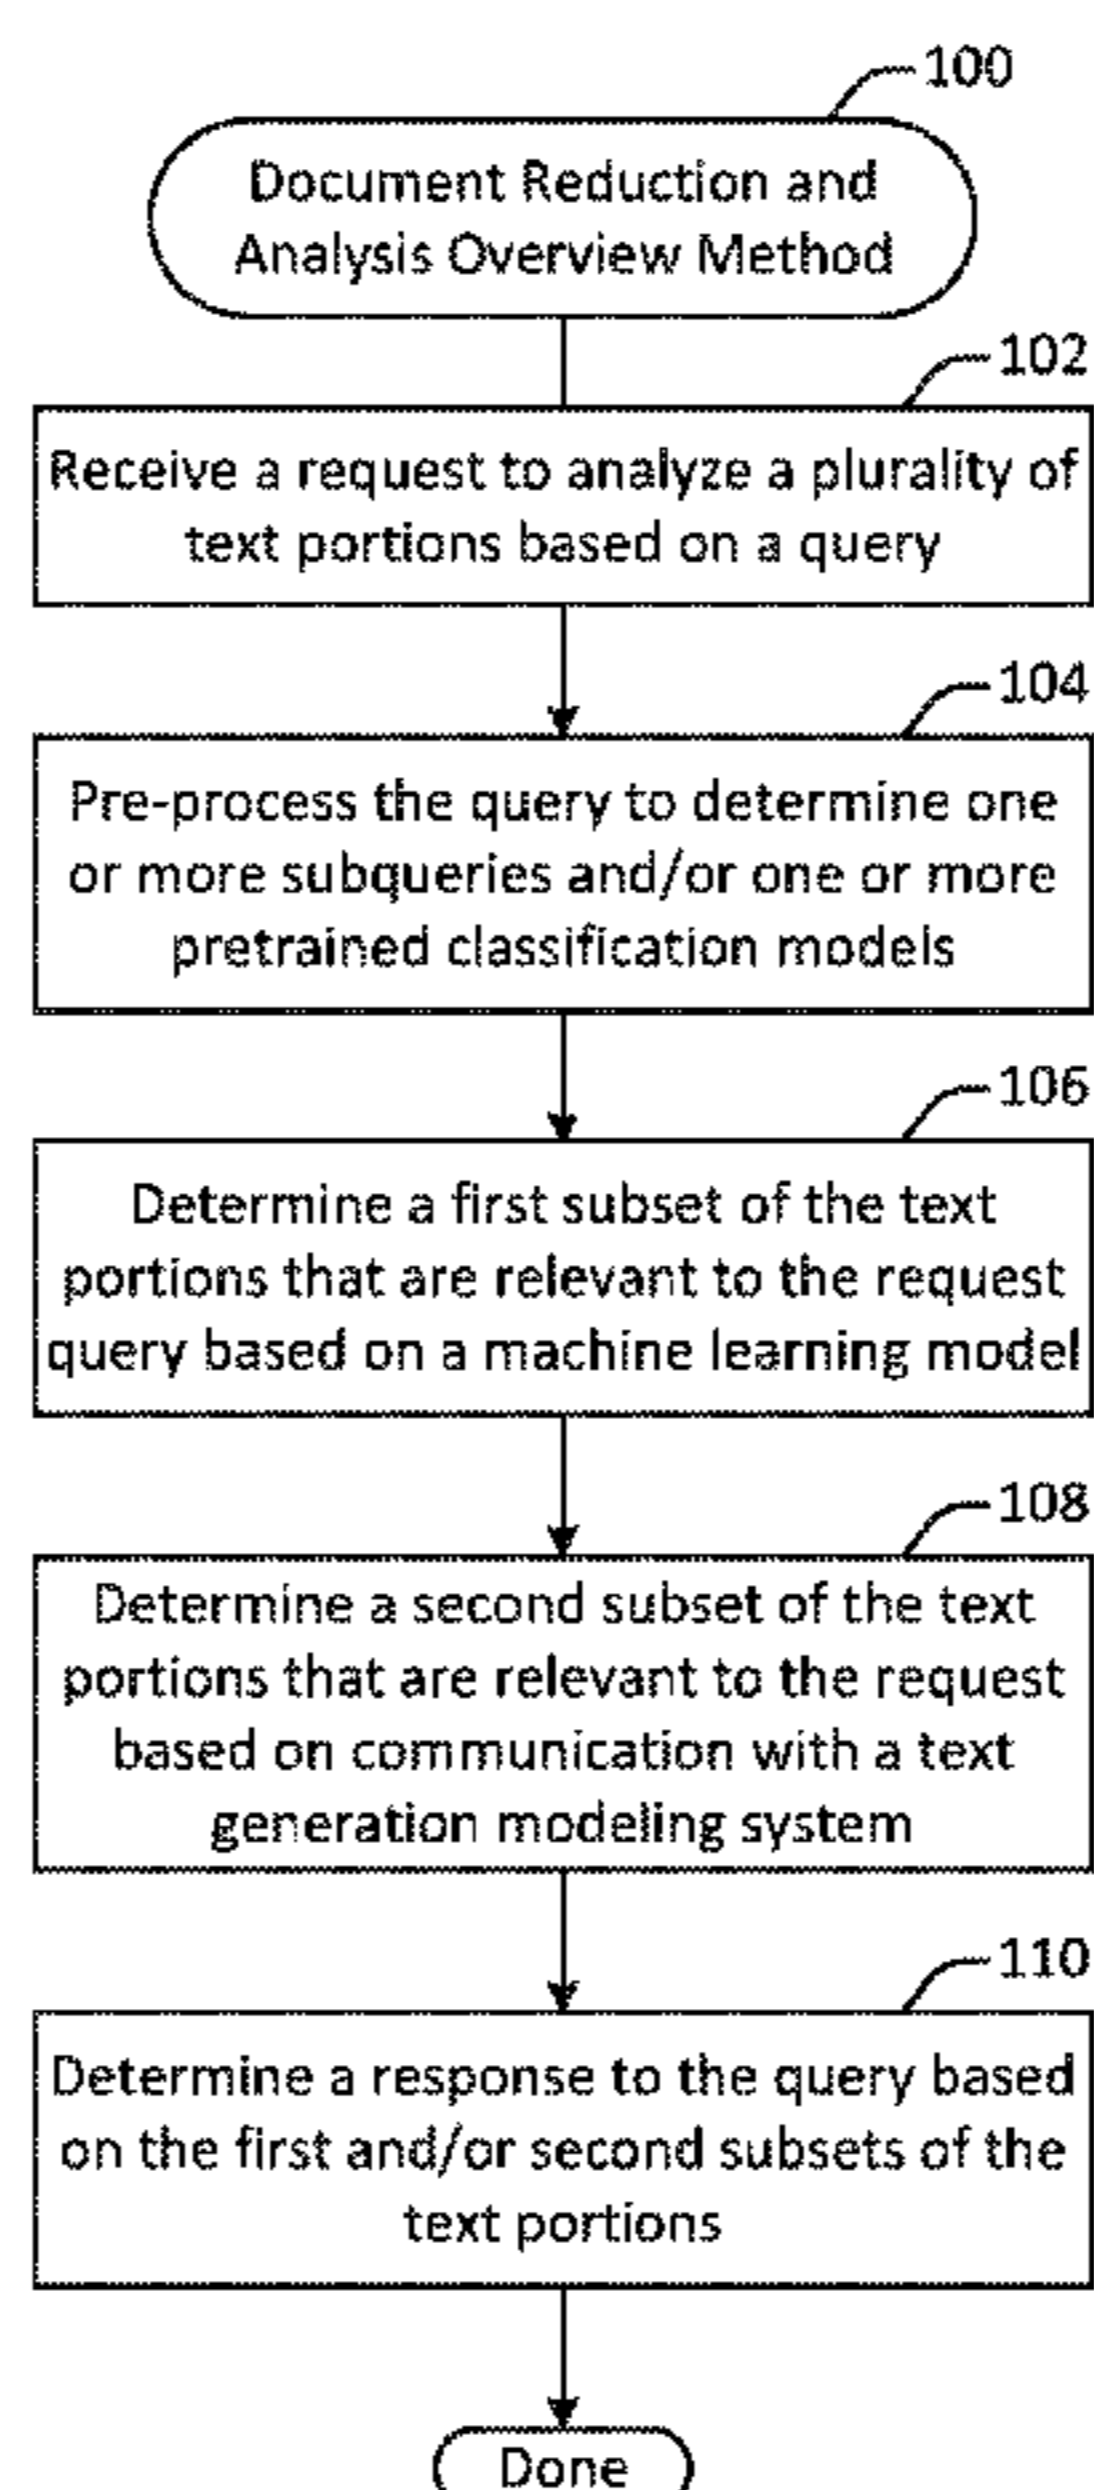 100
Document Reduction and
Analysis Overview Method
102
Receive a request to analyze a plurality of
text portions based on a query
104
Pre-process the query to determine one
or more subqueries and/or one or more
pretrained classification models
106
Determine a first subset of the text
portions that are relevant to the request
query based on a machine learning model
108
Determine a second subset of the text
portions that are relevant to the request
based on communication with a text
generation modeling system
110
Determine a response to the query based
on the first and/or second subsets of the
text portions
Done